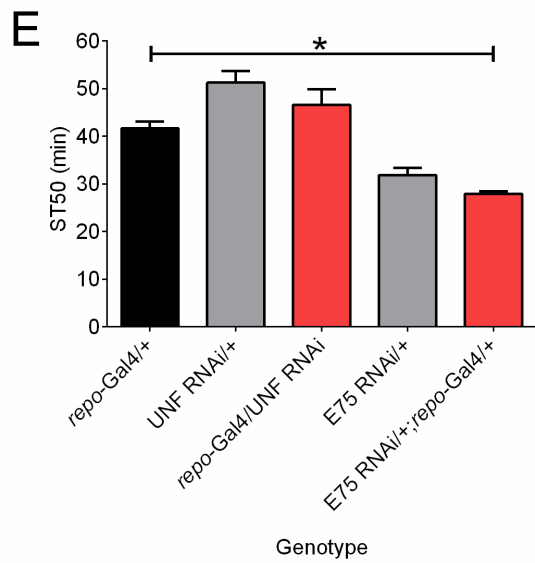 E
*
60
50
40
30
20
10
0
ST50 (min)
repo-Gal4/+
UNF RNAi/+
repo-Gal4/UNF RNAi
E75 RNAi/+
E75 RNAi/+;repo-Gal4/+
Genotype